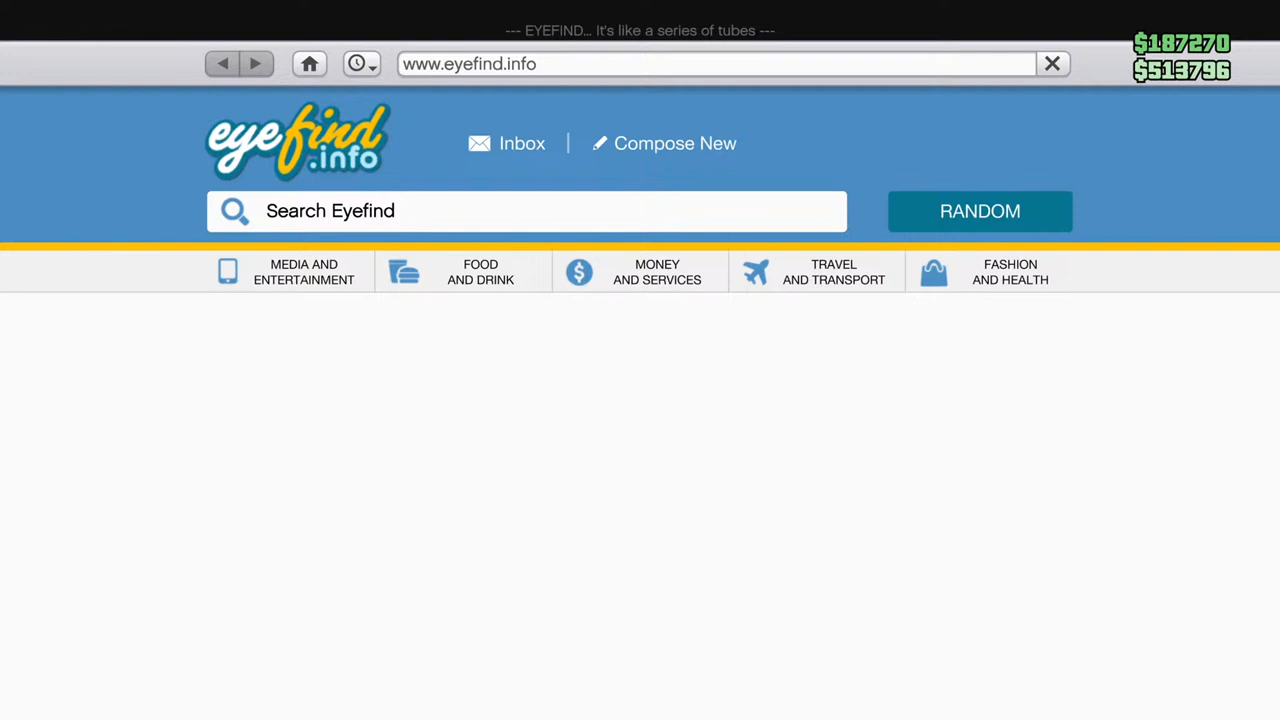 --- EYEFIND... It's like a series of tubes ---
$187270
$513796
www.eyefind.info
eyefind
.info
Inbox
Compose New
Search Eyefind
RANDOM
MEDIA AND
ENTERTAINMENT
FOOD
AND DRINK
MONEY
AND SERVICES
TRAVEL
AND TRANSPORT
FASHION
AND HEALTH